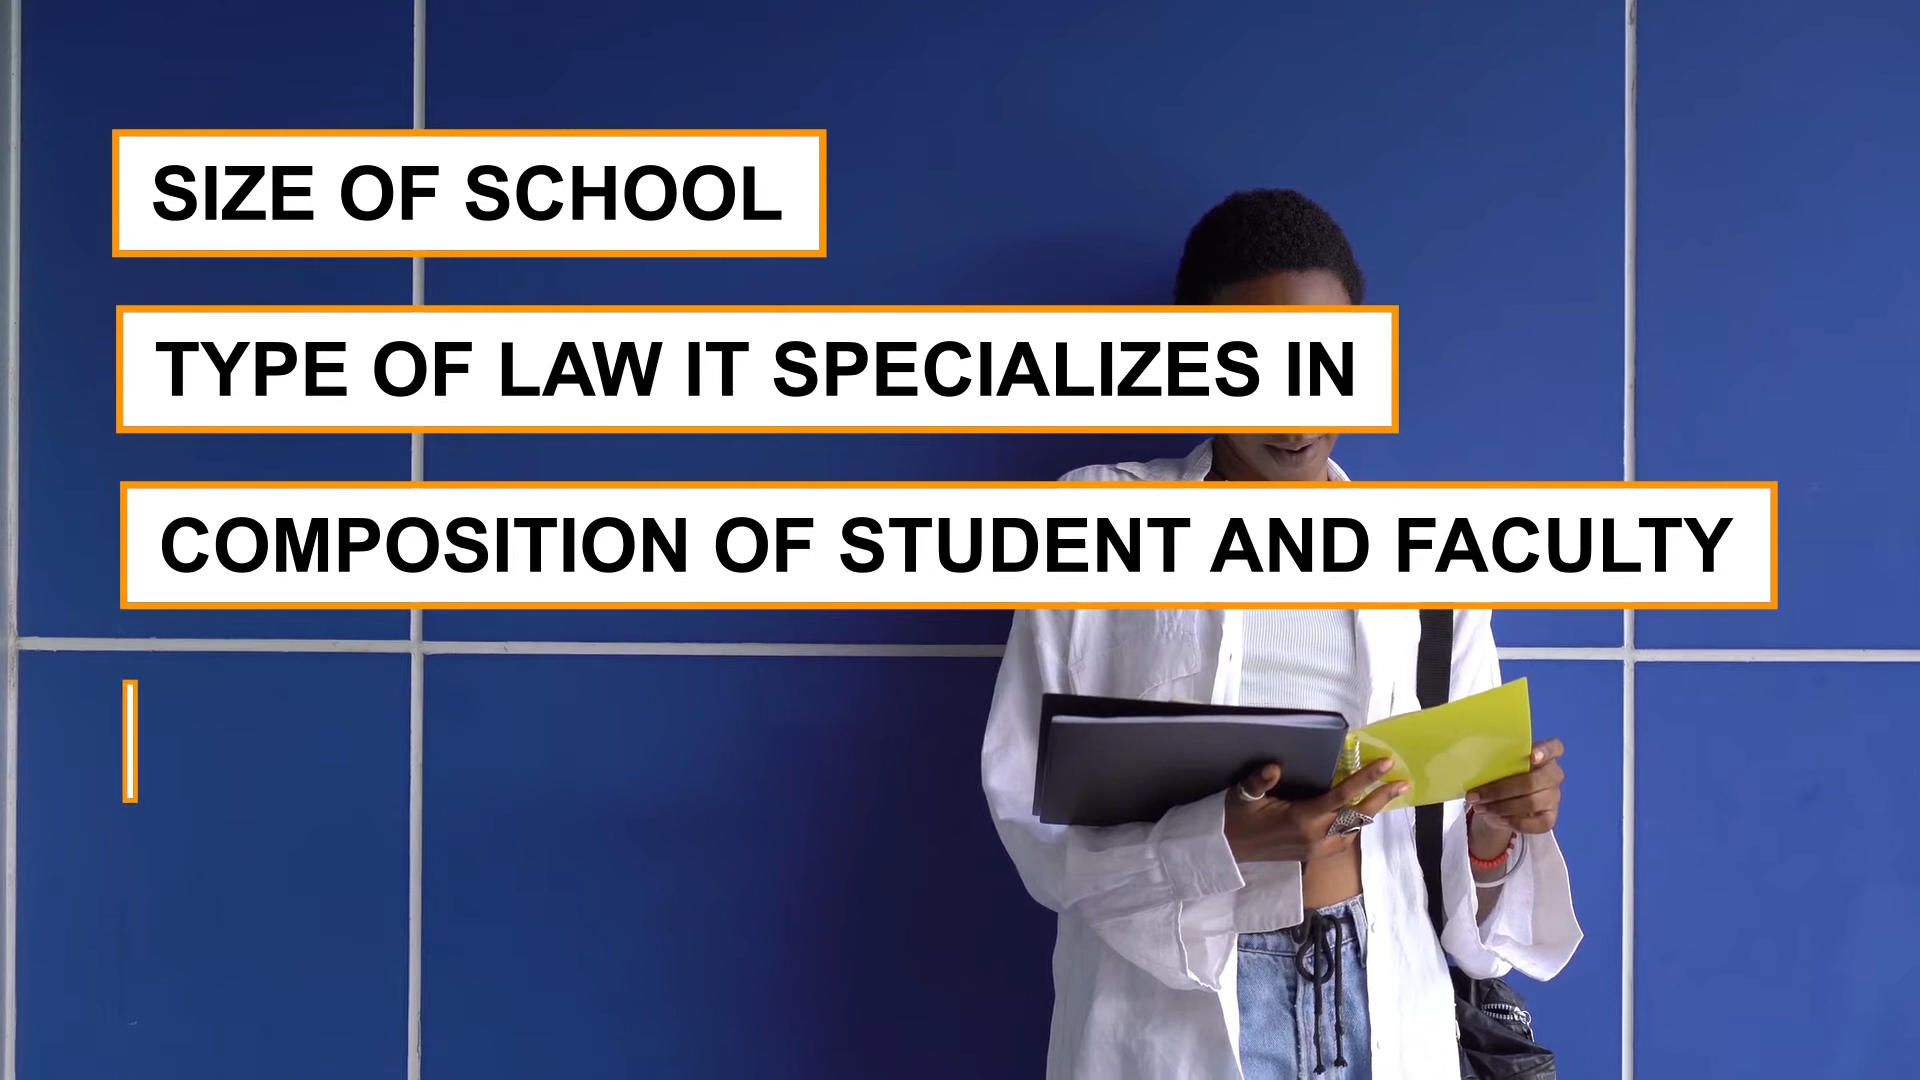 SIZE OF SCHOOL
TYPE OF LAW IT SPECIALIZES IN
COMPOSITION OF STUDENT AND FACULTY